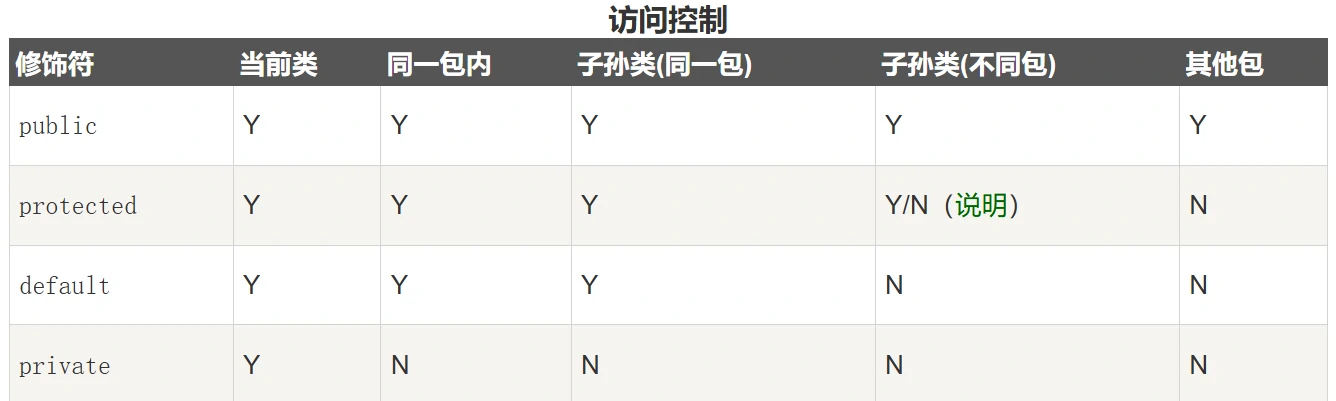 访问控制
修饰符 当前类 同一包内 子孙类(同一包) 子孙类(不同包) 其他包
public Y Y Y Y Y
protected Y Y Y Y/N（说明） N
default Y Y Y N N
private Y N N N N